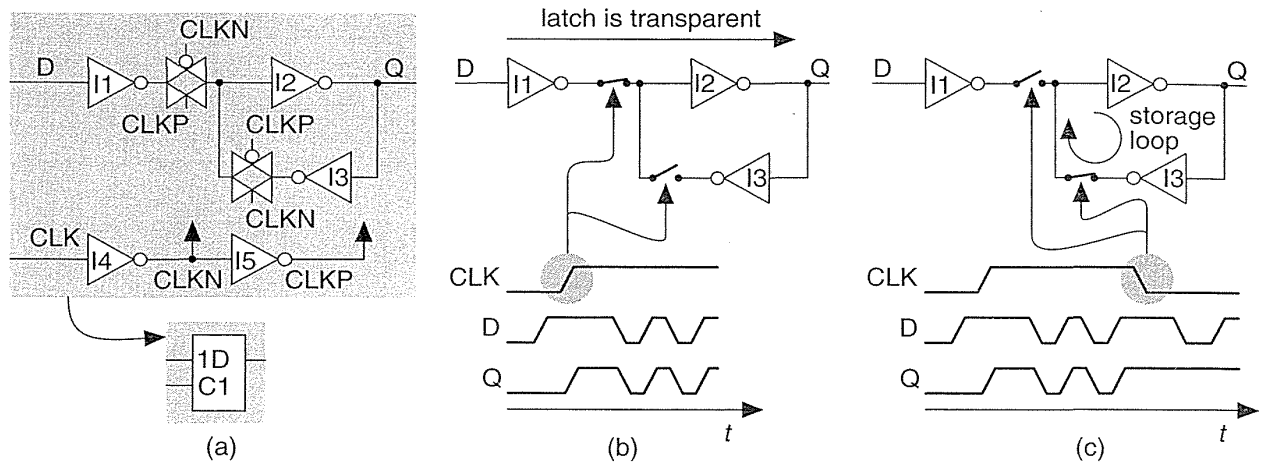 CLKN
D
I1
I2
Q
CLKP
CLKP
I3
CLKN
CLK
I4
CLKN
I5
CLKP
1D
C1
(a)
latch is transparent
D
I1
I2
Q
I3
CLK
D
Q
t
(b)
D
I1
I2
Q
storage
loop
I3
CLK
D
Q
t
(c)